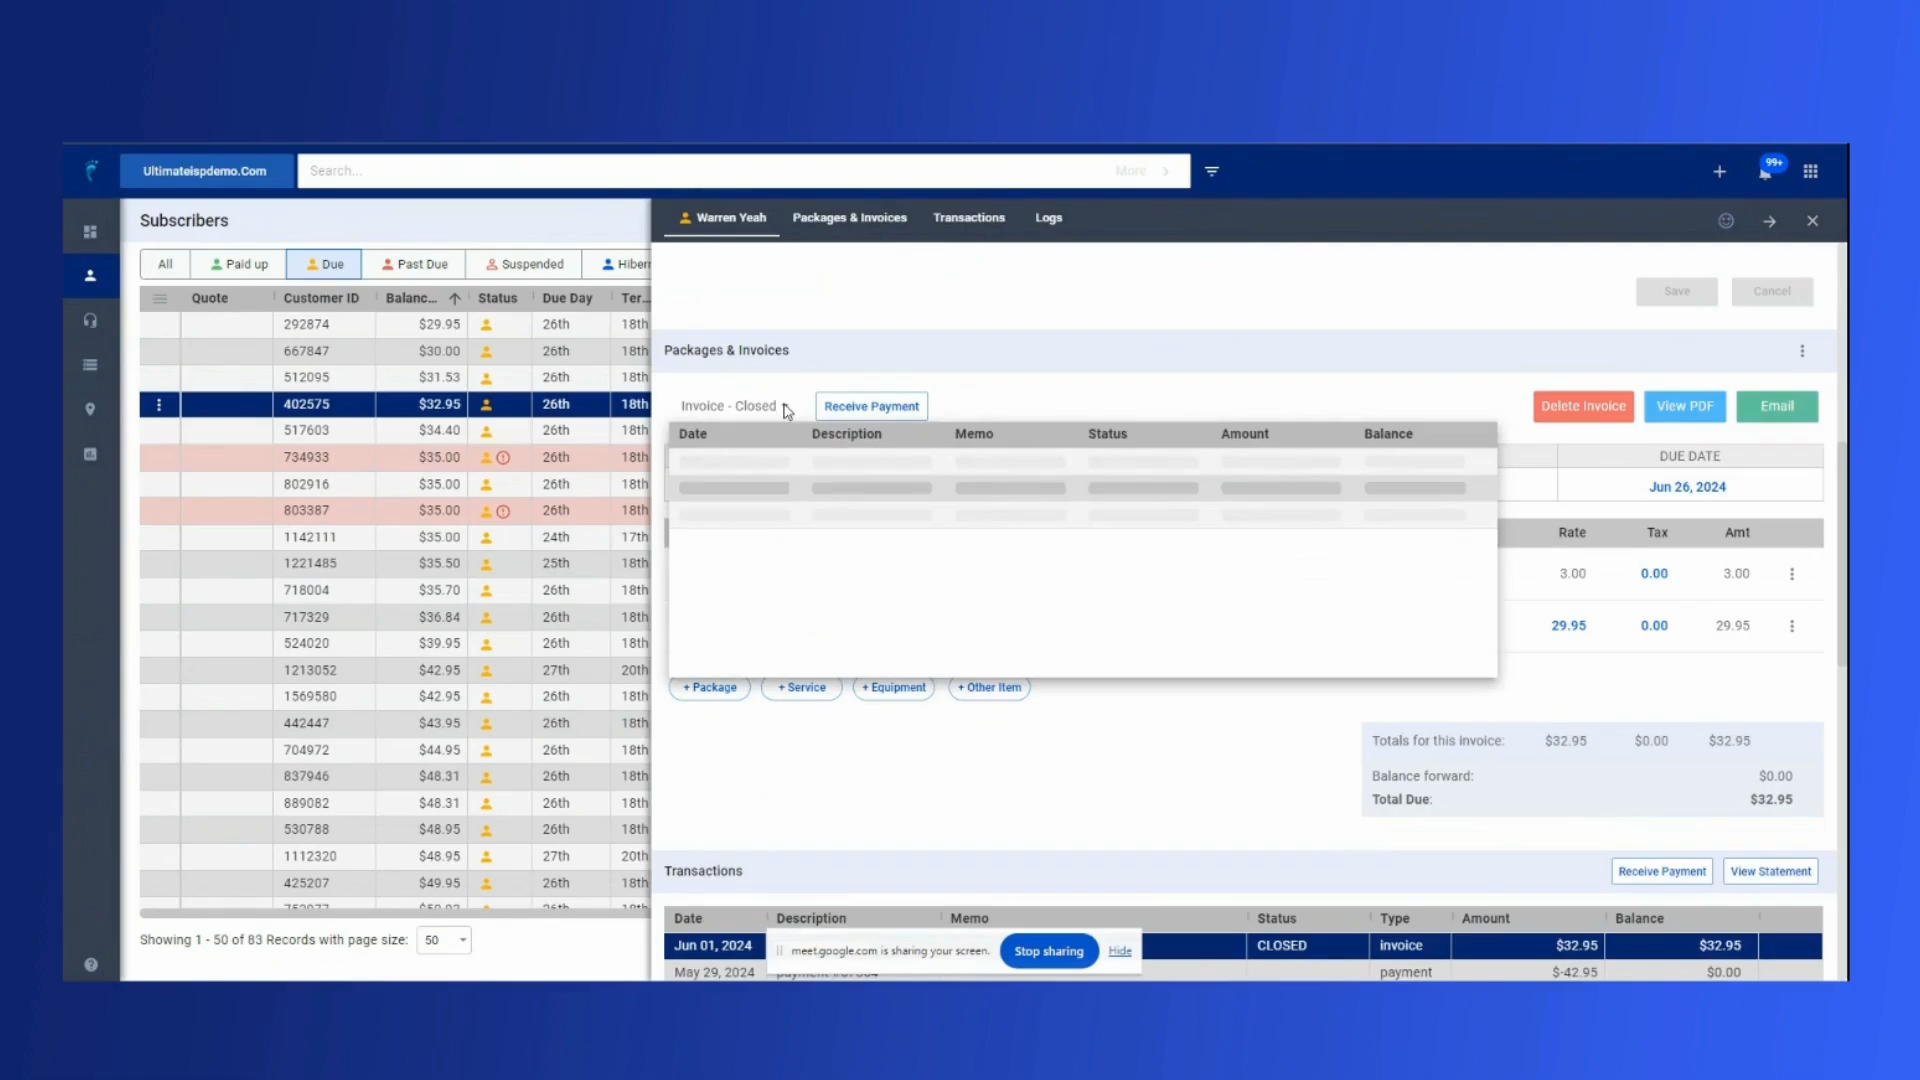 UltimateIspdemo.Com
Search...
More
99+
Subscribers
Warren Yeah
Packages & Invoices
Transactions
Logs
All
Paid up
Due
Past Due
Suspended
Hibern
Save
Cancel
Quote
Customer ID
Balanc...
Status
Due Day
Ter...
292874 $29.95 26th 18th
667847 $30.00 26th 18th
512095 $31.53 26th 18th
402575 $32.95 26th 18th
517603 $34.40 26th 18th
734933 $35.00 26th 18th
802916 $35.00 26th 18th
803387 $35.00 26th 18th
1142111 $35.00 24th 17th
1221485 $35.50 25th 18th
718004 $35.70 26th 18th
717329 $36.84 26th 18th
524020 $39.95 26th 18th
1213052 $42.95 27th 20th
1569580 $42.95 26th 18th
442447 $43.95 26th 18th
704972 $44.95 26th 18th
837946 $48.31 26th 18th
889082 $48.31 26th 18th
530788 $48.95 26th 18th
1112320 $48.95 27th 20th
425207 $49.95 26th 18th
Showing 1 - 50 of 83 Records with page size: 50
Packages & Invoices
Invoice - Closed
Receive Payment
Delete Invoice
View PDF
Email
Date Description Memo Status Amount Balance
DUE DATE
Jun 26, 2024
Rate Tax Amt
3.00 0.00 3.00
29.95 0.00 29.95
+ Package
+ Service
+ Equipment
+ Other Item
Totals for this invoice: $32.95 $0.00 $32.95
Balance forward: $0.00
Total Due: $32.95
Transactions
Receive Payment
View Statement
Date Description Memo Status Type Amount Balance
Jun 01, 2024 CLOSED invoice $32.95 $32.95
meet.google.com is sharing your screen.
Stop sharing
Hide
May 29, 2024 payment $-42.95 $0.00